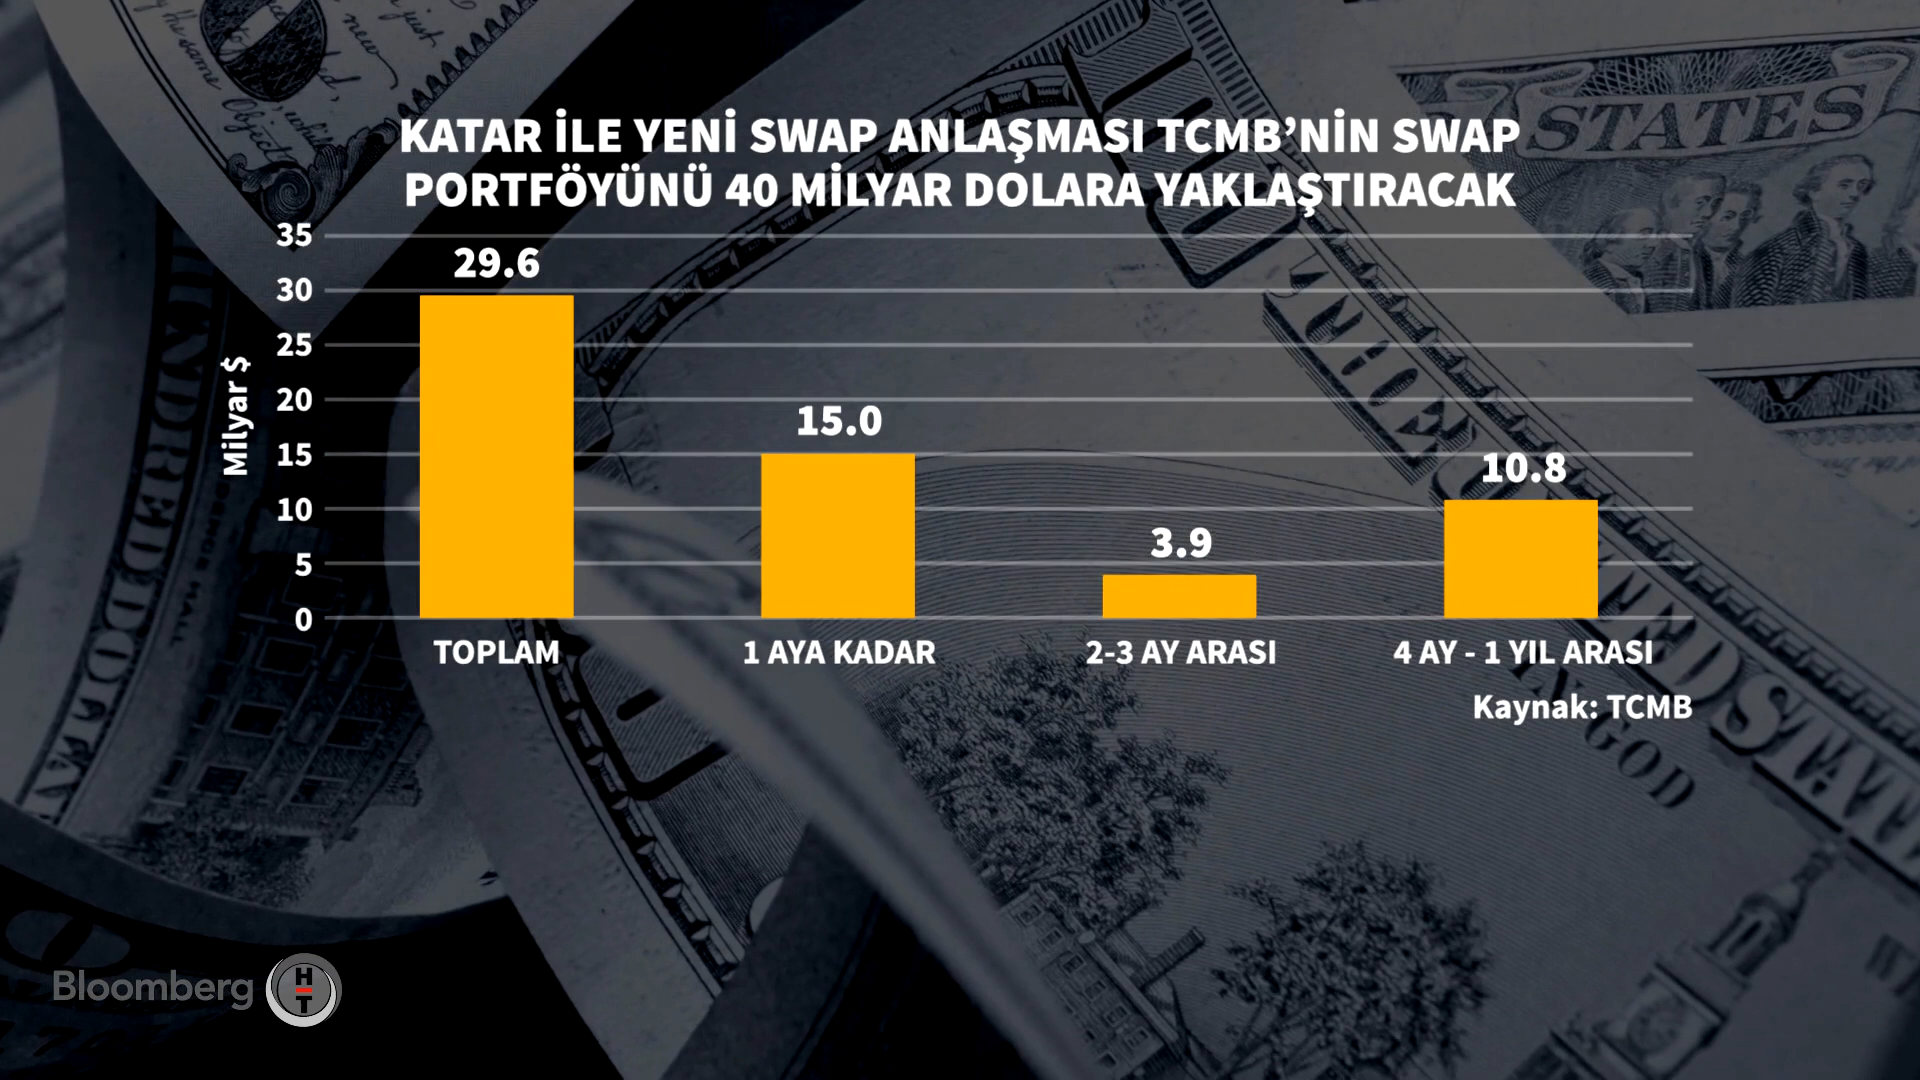 KATAR İLE YENİ SWAP ANLAŞMASI TCMB'NİN SWAP
PORTFÖYÜNÜ 40 MİLYAR DOLARA YAKLAŞTIRACAK
Milyar $
35
30
25
20
15
10
5
0
29.6
15.0
3.9
10.8
TOPLAM
1 AYA KADAR
2-3 AY ARASI
4 AY - 1 YIL ARASI
Kaynak: TCMB
Bloomberg HT
STATES
GOD